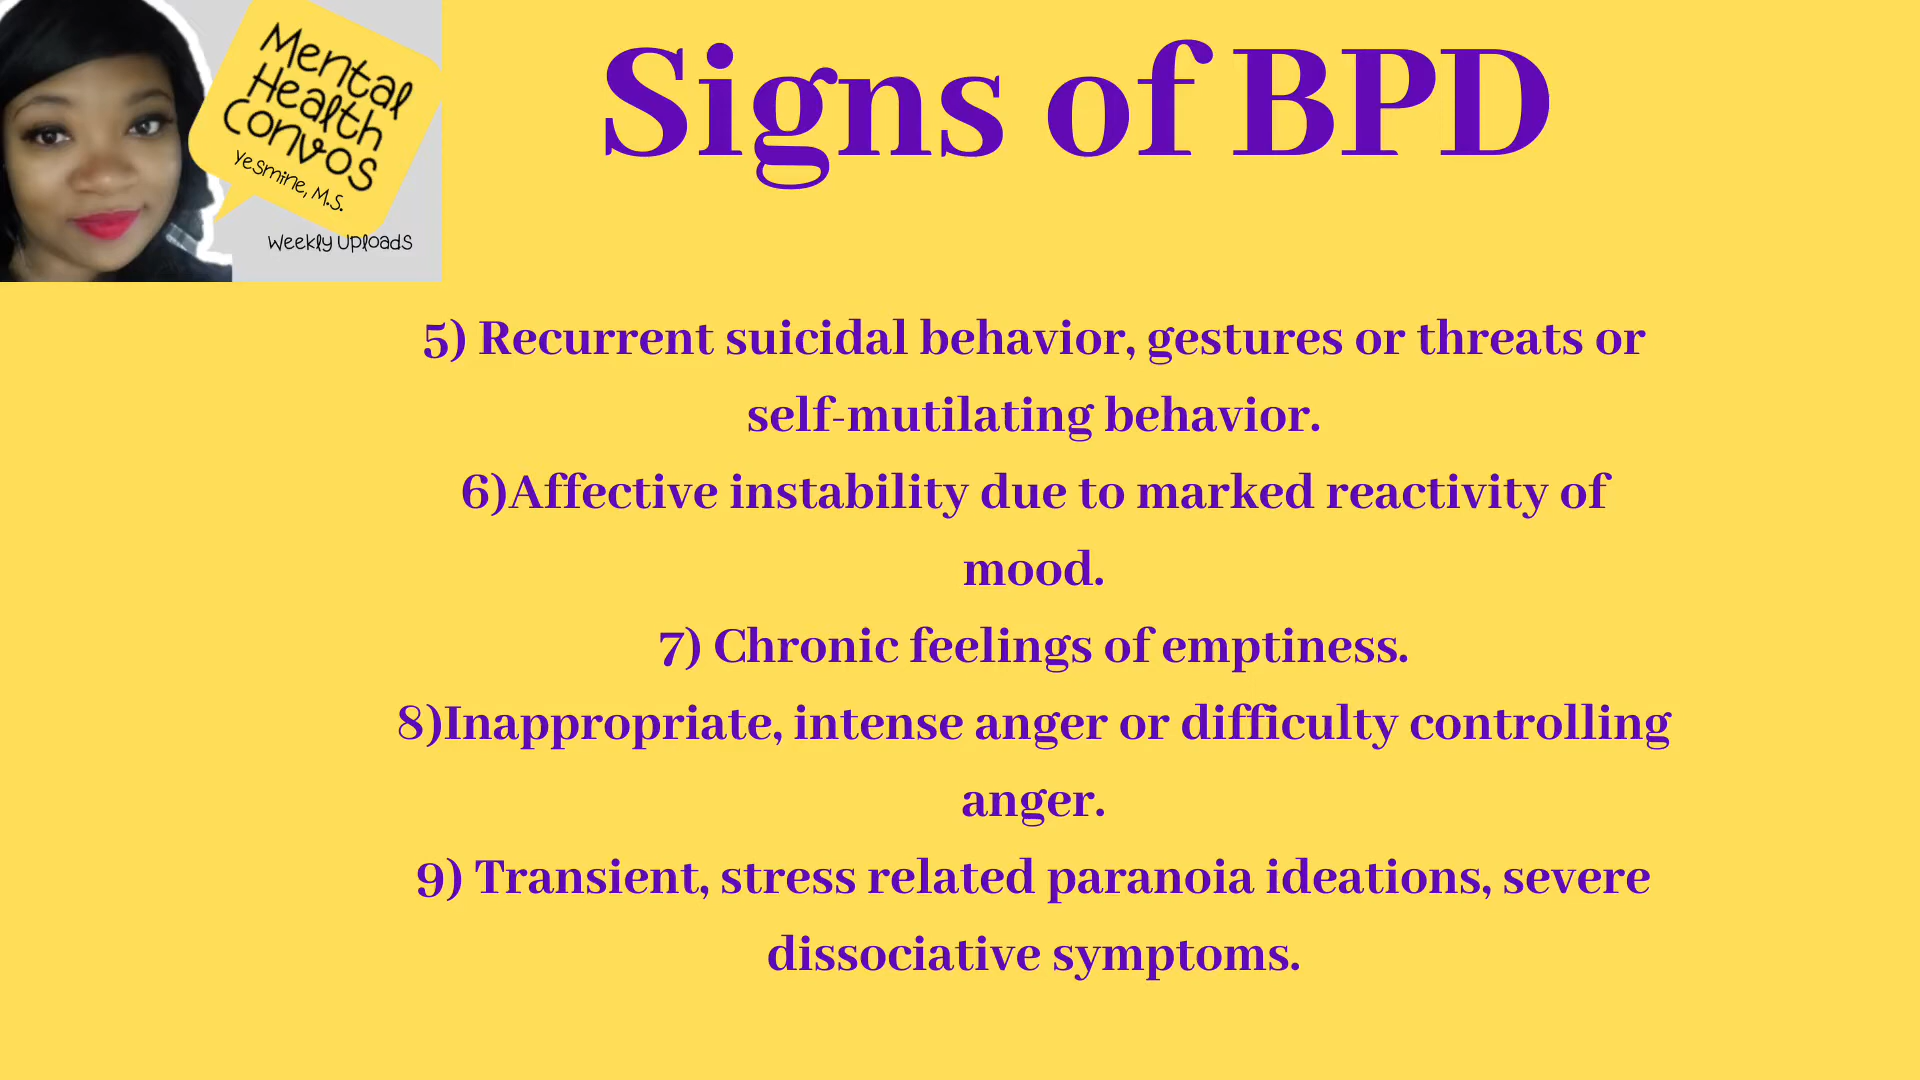 Mental
Health
Convos
Yesmine, M.S.
Weekly Uploads
Signs of BPD
5) Recurrent suicidal behavior, gestures or threats or
self-mutilating behavior.
6)Affective instability due to marked reactivity of
mood.
7) Chronic feelings of emptiness.
8)Inappropriate, intense anger or difficulty controlling
anger.
9) Transient, stress related paranoia ideations, severe
dissociative symptoms.